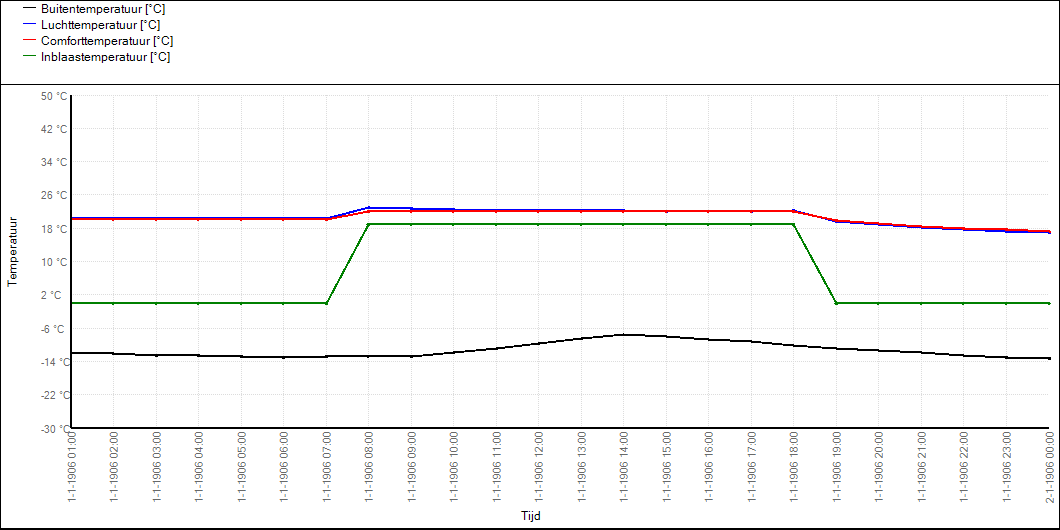 Buitentemperatuur [°C]
Luchttemperatuur [°C]
Comforttemperatuur [°C]
Inblaastemperatuur [°C]
50 °C
42 °C
34 °C
26 °C
18 °C
10 °C
2 °C
-6 °C
-14 °C
-22 °C
-30 °C
Temperatuur
1-1-1906 01:00
1-1-1906 02:00
1-1-1906 03:00
1-1-1906 04:00
1-1-1906 05:00
1-1-1906 06:00
1-1-1906 07:00
1-1-1906 08:00
1-1-1906 09:00
1-1-1906 10:00
1-1-1906 11:00
1-1-1906 12:00
1-1-1906 13:00
1-1-1906 14:00
1-1-1906 15:00
1-1-1906 16:00
1-1-1906 17:00
1-1-1906 18:00
1-1-1906 19:00
1-1-1906 20:00
1-1-1906 21:00
1-1-1906 22:00
1-1-1906 23:00
2-1-1906 00:00
Tijd